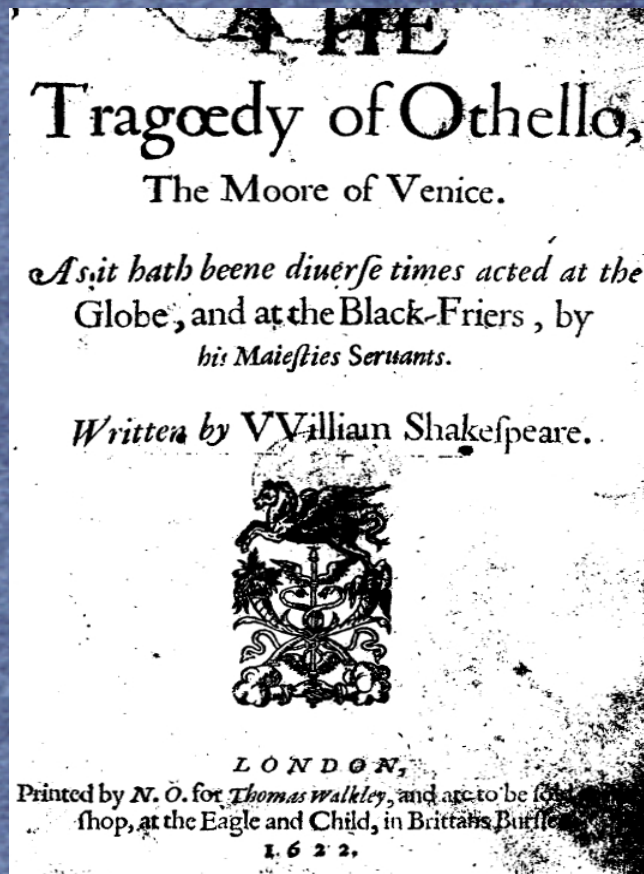 THE
Tragœdy of Othello,
The Moore of Venice.
As it hath beene diuerſe times acted at the
Globe, and at the Black-Friers, by
his Maieſties Seruants.
Written by VVilliam Shakeſpeare.
LONDON,
Printed by N. O. for Thomas Walkley, and are to be
ſhop, at the Eagle and Child, in Brittans
1622.